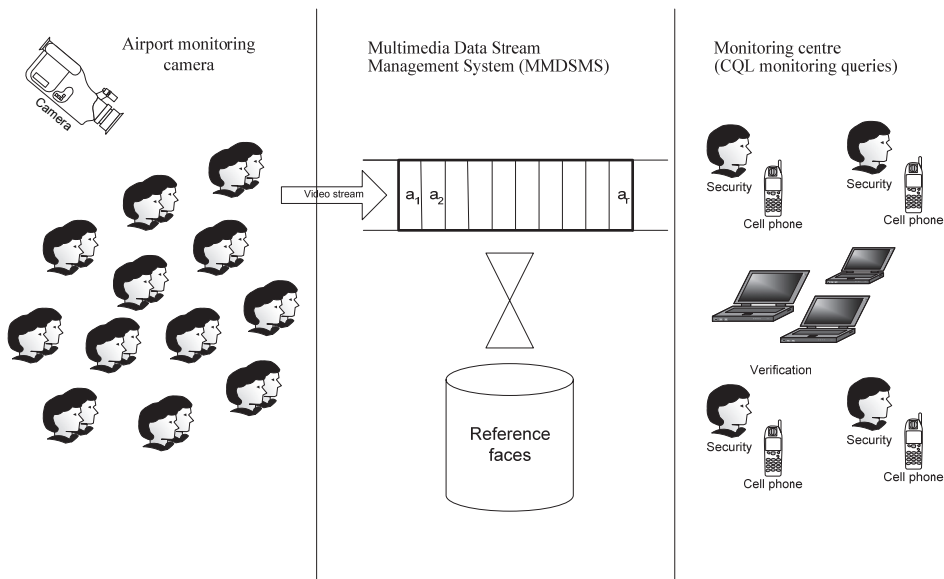 Airport monitoring
camera
Camera
Video stream
Multimedia Data Stream
Management System (MMDSMS)
a1
a2
ar
Reference
faces
Monitoring centre
(CQL monitoring queries)
Security
Cell phone
Security
Cell phone
Verification
Security
Cell phone
Security
Cell phone